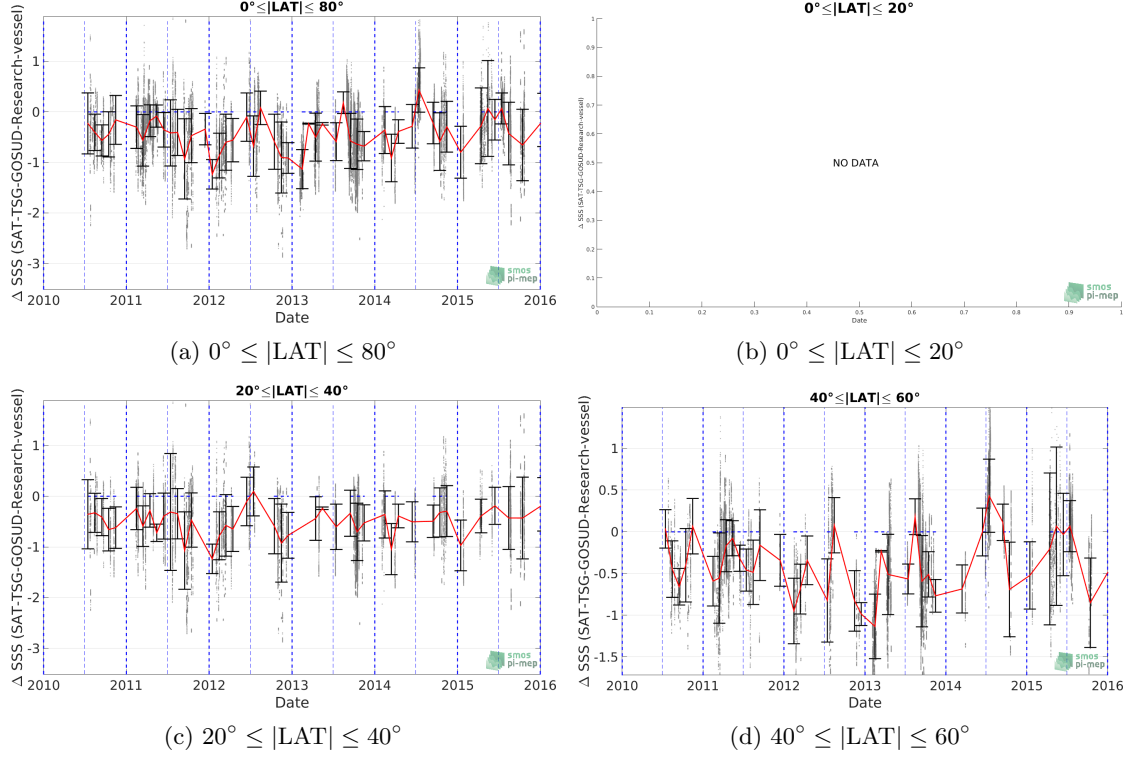 0°≤|LAT|≤ 80°
Δ SSS (SAT-TSG-GOSUD-Research-vessel)
1
0
-1
-2
-3
2010 2011 2012 2013 2014 2015 2016
Date
smos
pi-mep
(a) 0° ≤ |LAT| ≤ 80°
0°≤|LAT|≤ 20°
Δ SSS (SAT-TSG-GOSUD-Research-vessel)
1
0.9
0.8
0.7
0.6
0.5
0.4
0.3
0.2
0.1
0
NO DATA
0 0.1 0.2 0.3 0.4 0.5 0.6 0.7 0.8 0.9 1
Date
smos
pi-mep
(b) 0° ≤ |LAT| ≤ 20°
20°≤|LAT|≤ 40°
Δ SSS (SAT-TSG-GOSUD-Research-vessel)
1
0
-1
-2
-3
2010 2011 2012 2013 2014 2015 2016
Date
smos
pi-mep
(c) 20° ≤ |LAT| ≤ 40°
40°≤|LAT|≤ 60°
Δ SSS (SAT-TSG-GOSUD-Research-vessel)
1
0.5
0
-0.5
-1
-1.5
2010 2011 2012 2013 2014 2015 2016
Date
smos
pi-mep
(d) 40° ≤ |LAT| ≤ 60°